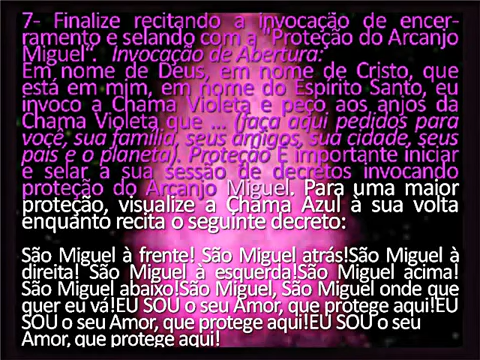 7- Finalize recitando a invocação de encer-
ramento e selando com a "Proteção do Arcanjo
Miguel". Invocação de Abertura:
Em nome de Deus, em nome de Cristo, que
está em mim, em nome do Espírito Santo, eu
invoco a Chama Violeta e peço aos anjos da
Chama Violeta que ... (faça aqui pedidos para
você, sua família, seus amigos, sua cidade, seus
país e o planeta). Proteção É importante iniciar
e selar a sua sessão de decretos invocando
proteção do Arcanjo Miguel. Para uma maior
proteção, visualize a Chama Azul à sua volta
enquanto recita o seguinte decreto:
São Miguel à frente! São Miguel atrás!São Miguel à
direita! São Miguel à esquerda!São Miguel acima!
São Miguel abaixo!São Miguel, São Miguel onde que
quer eu vá!EU SOU o seu Amor, que protege aqui!EU
SOU o seu Amor, que protege aqui!EU SOU o seu
Amor, que protege aqui!